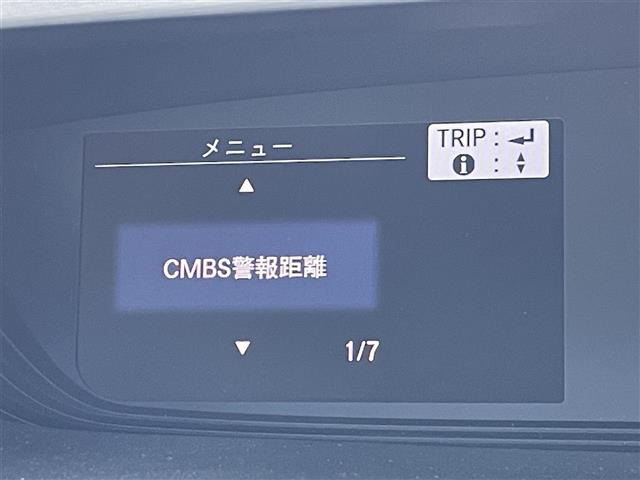 メニュー
TRIP : ↲
i : ♦
▲
CMBS警報距離
▼ 1/7